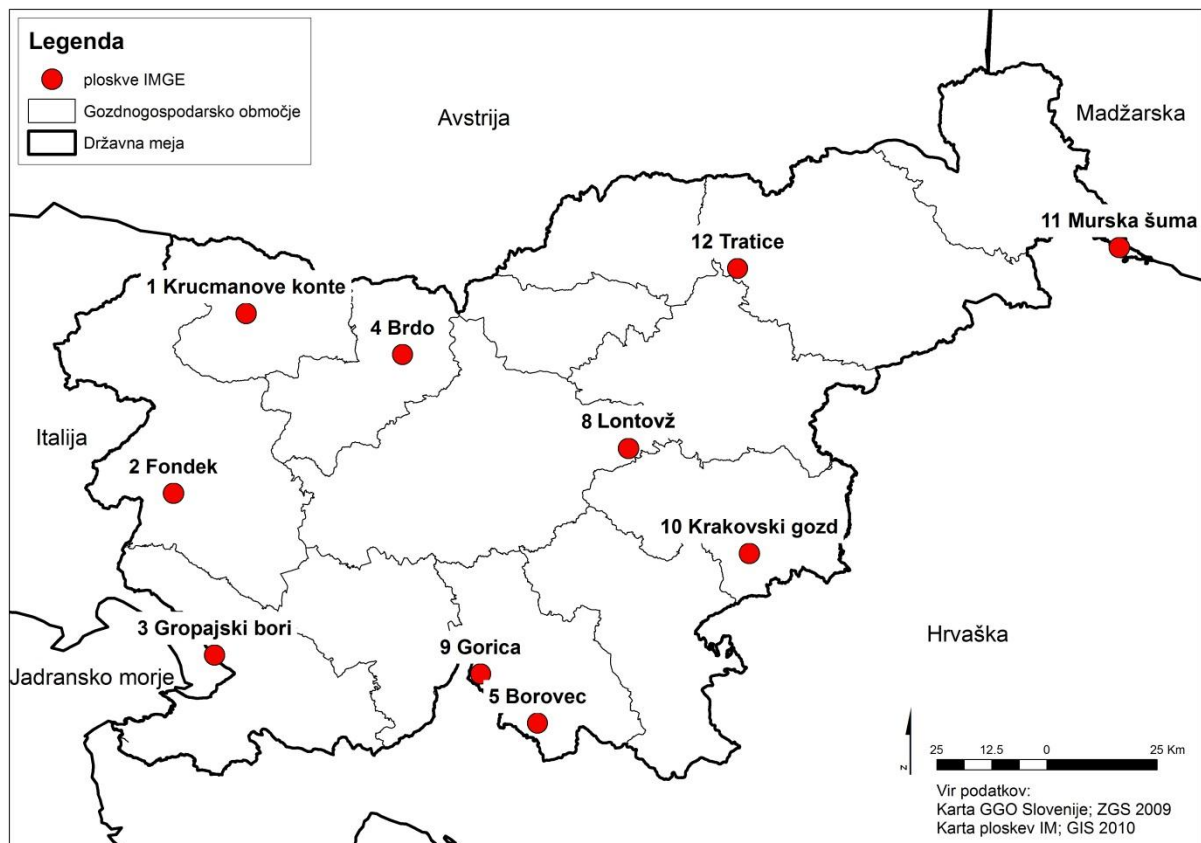 Legenda
ploskve IMGE
Gozdnogospodarsko območje
Državna meja
Avstrija
Madžarska
11 Murska šuma
12 Tratice
1 Krucmanove konte
4 Brdo
8 Lontovž
Italija
2 Fondek
10 Krakovski gozd
3 Gropajski bori
Hrvaška
9 Gorica
Jadransko morje
5 Borovec
N
25 12.5 0 25 Km
Vir podatkov:
Karta GGO Slovenije; ZGS 2009
Karta ploskev IM; GIS 2010